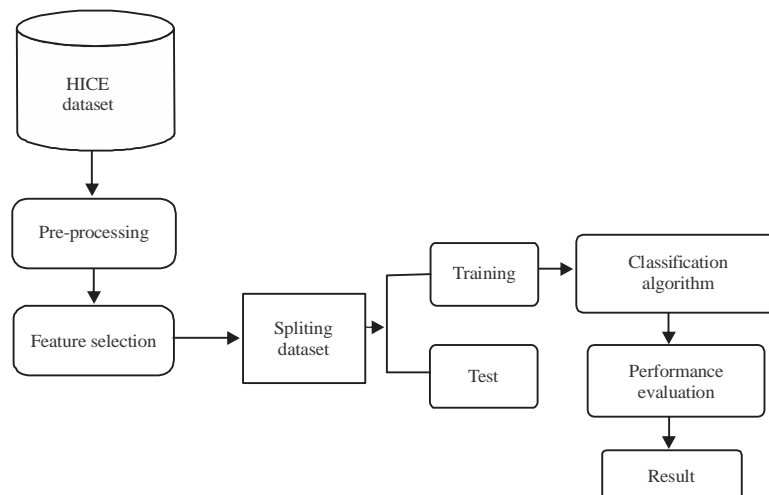 HICE
dataset
Pre-processing
Feature selection
Spliting
dataset
Training
Test
Classification
algorithm
Performance
evaluation
Result